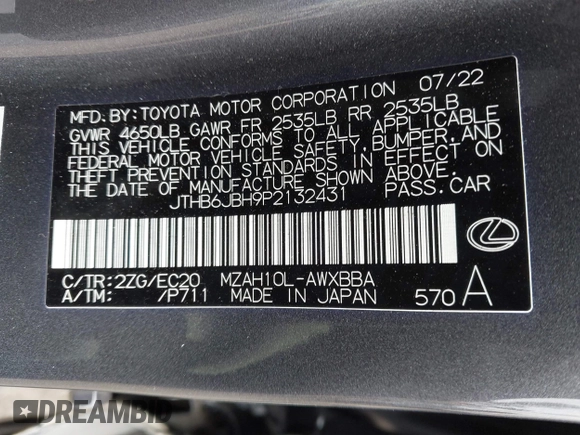 MFD. BY: TOYOTA MOTOR CORPORATION 07/22
GVWR 4650LB GAWR FR 2535LB RR 2535LB
THIS VEHICLE CONFORMS TO ALL APPLICABLE
FEDERAL MOTOR VEHICLE SAFETY, BUMPER, AND
THEFT PREVENTION STANDARDS IN EFFECT ON
THE DATE OF MANUFACTURE SHOWN ABOVE.
JTHB6JBH9P2132431 PASS. CAR
C/TR: 2ZG/EC20 MZAH10L-AWXBBA
A/TM: /P711 MADE IN JAPAN 570 A
DREAMBID